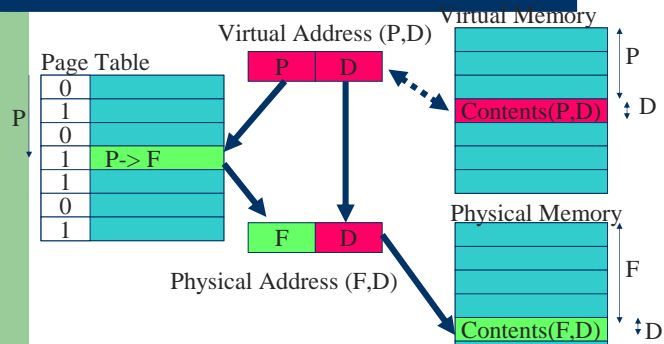 Virtual Memory
Virtual Address (P,D)
Page Table
P D
P
0
1
0
P
Contents(P,D)
D
1 P-> F
1
0
1
Physical Memory
F D
F
Physical Address (F,D)
Contents(F,D)
D